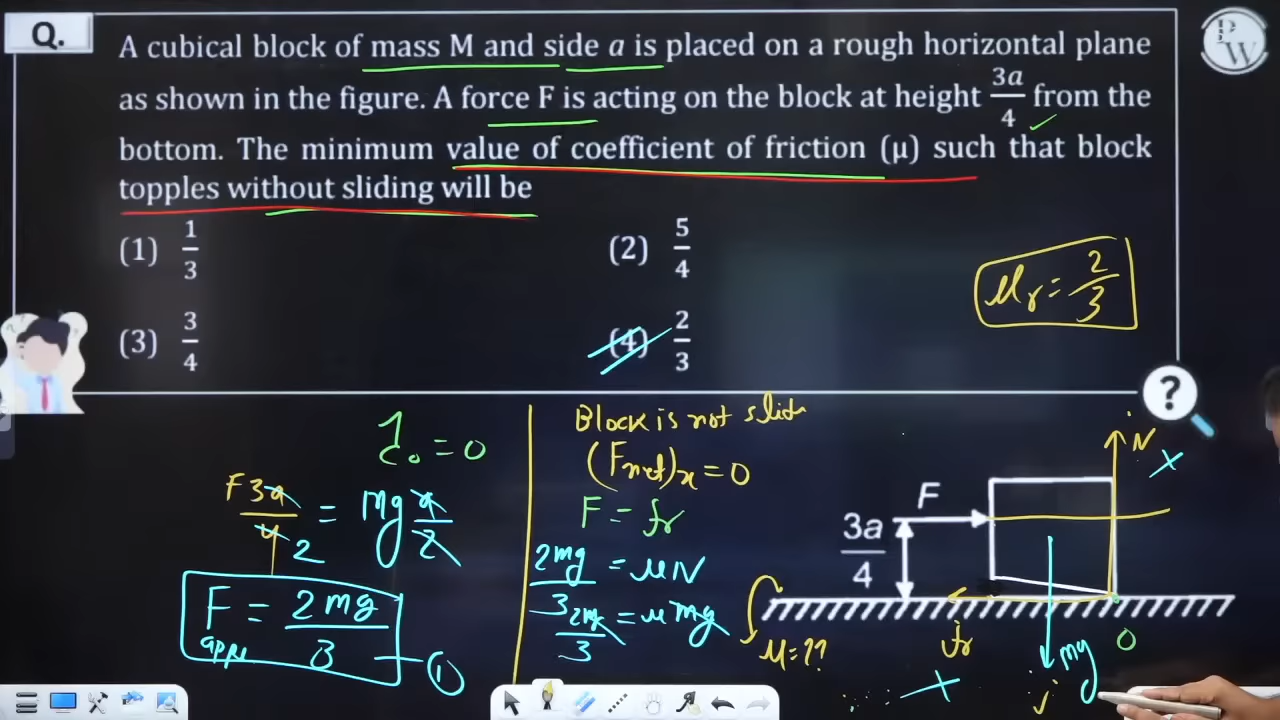 Q.
A cubical block of mass M and side a is placed on a rough horizontal plane
as shown in the figure. A force F is acting on the block at height 3a/4 from the
bottom. The minimum value of coefficient of friction (μ) such that block
topples without sliding will be
(1) 1/3
(2) 5/4
(3) 3/4
(4) 2/3
μr = 2/3
PW
?
τ₀ = 0
F 3a/4 2 = mg a/2
F = 2mg/3
appl
①
Block is not slide
(Fnet)x = 0
F = fr
2mg/3 = μN
2mg/3 = μ mg
N
X
F
3a/4
fr
μ = ??
mg
O
X